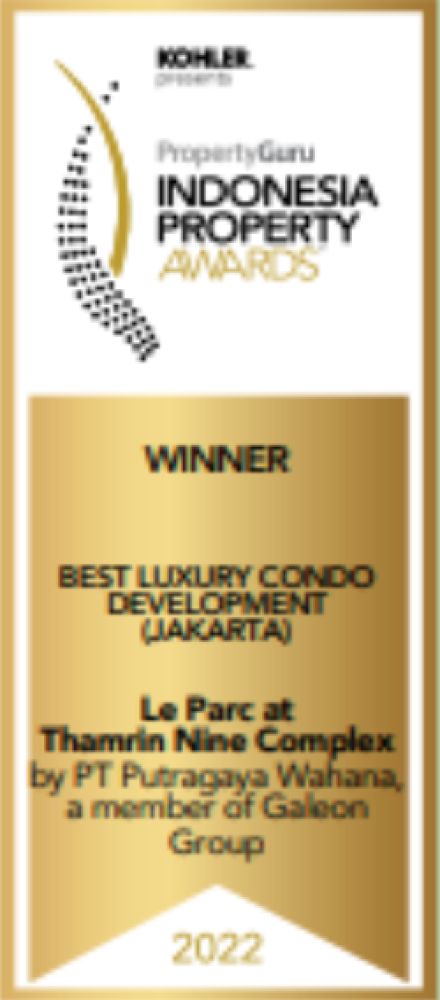 KOHLER
presents
PropertyGuru
INDONESIA
PROPERTY
AWARDS
WINNER
BEST LUXURY CONDO
DEVELOPMENT
(JAKARTA)
Le Parc at
Thamrin Nine Complex
by PT Putragaya Wahana,
a member of Galeon
Group
2022